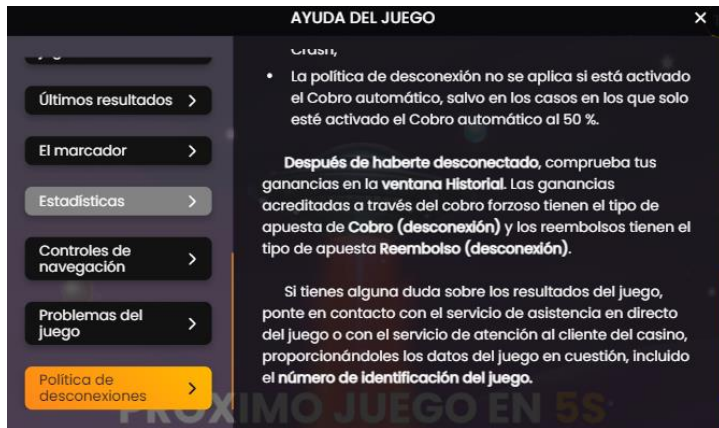 AYUDA DEL JUEGO
Últimos resultados
El marcador
Estadísticas
Controles de
navegación
Problemas del
juego
Política de
desconexiones
Crash,
• La política de desconexión no se aplica si está activado
el Cobro automático, salvo en los casos en los que solo
esté activado el Cobro automático al 50 %.
Después de haberte desconectado, comprueba tus
ganancias en la ventana Historial. Las ganancias
acreditadas a través del cobro forzoso tienen el tipo de
apuesta de Cobro (desconexión) y los reembolsos tienen el
tipo de apuesta Reembolso (desconexión).
Si tienes alguna duda sobre los resultados del juego,
ponte en contacto con el servicio de asistencia en directo
del juego o con el servicio de atención al cliente del casino,
proporcionándoles los datos del juego en cuestión, incluido
el número de identificación del juego.
PRÓXIMO JUEGO EN 5S